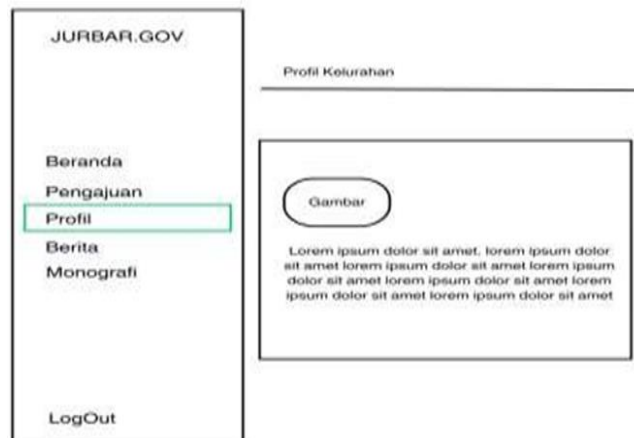 JURBAR.GOV
Beranda
Pengajuan
Profil
Berita
Monografi
LogOut
Profil Kelurahan
Gambar
Lorem ipsum dolor sit amet, lorem ipsum dolor
sit amet lorem ipsum dolor sit amet lorem ipsum
dolor sit amet lorem ipsum dolor sit amet lorem
ipsum dolor sit amet lorem ipsum dolor sit amet